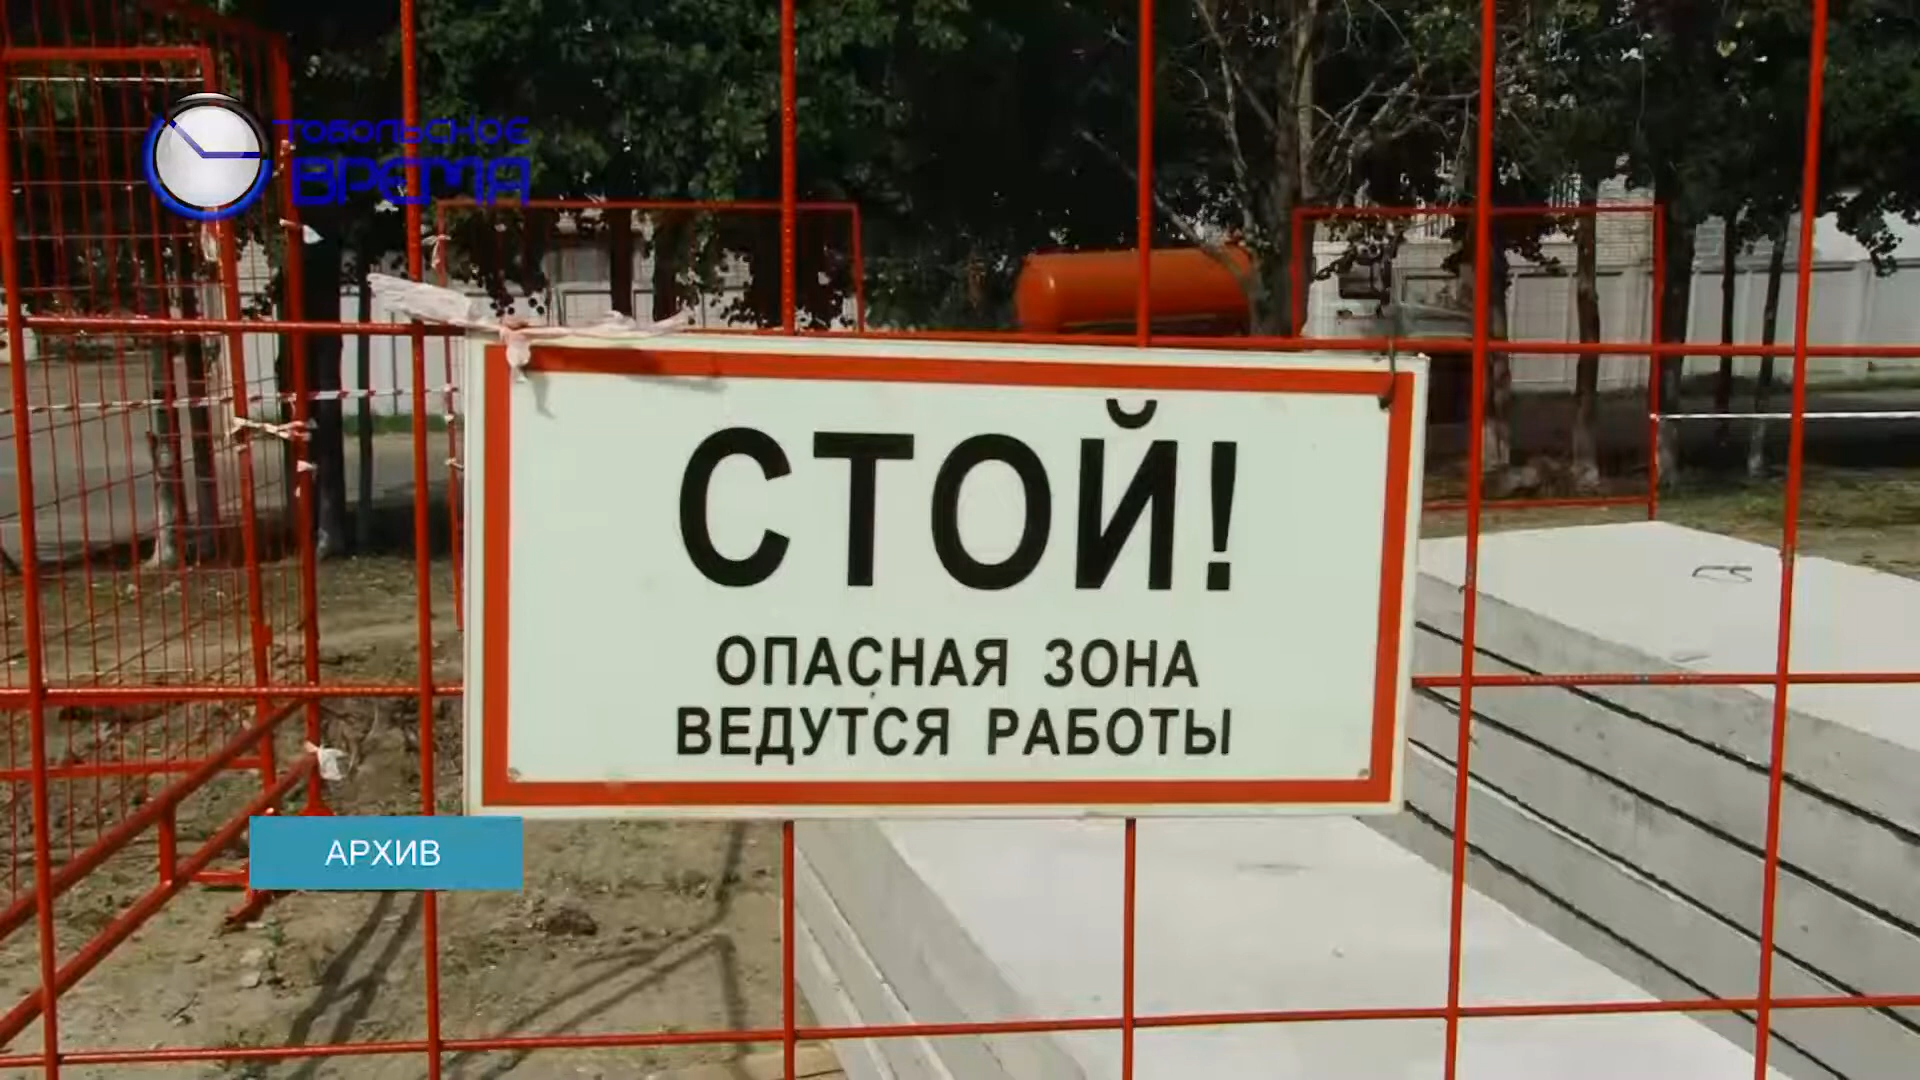 ТОБОЛЬСКОЕ
ВРЕМЯ
СТОЙ!
ОПАСНАЯ ЗОНА
ВЕДУТСЯ РАБОТЫ
АРХИВ